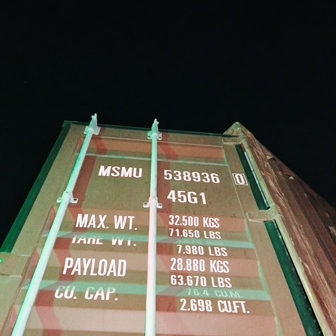 MSMU 538936 0
45G1
MAX. WT. 32.500 KGS
71.650 LBS
TARE WT.
7.980 LBS
PAYLOAD 28.880 KGS
63.670 LBS
CU. CAP. 76.4 CU.M.
2.698 CU.FT.